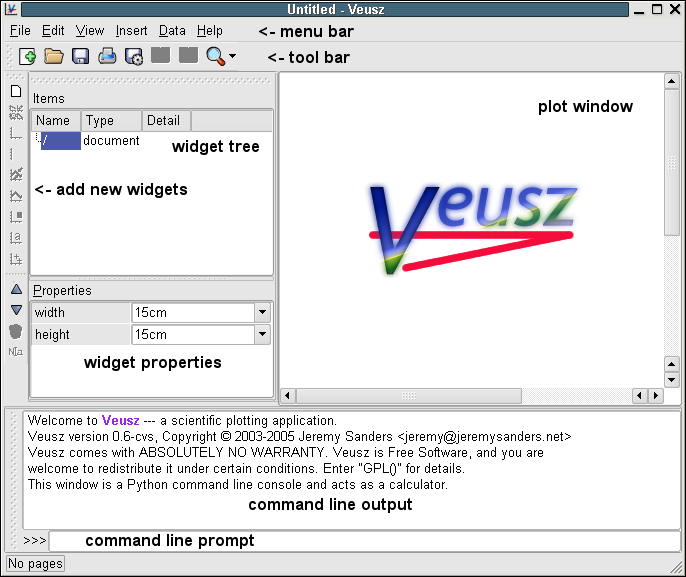 Untitled - Veusz
File Edit View Insert Data Help <- menu bar
<- tool bar
Items
Name Type Detail
/ document
widget tree
<- add new widgets
plot window
Veusz
Properties
width 15cm
height 15cm
widget properties
Welcome to Veusz --- a scientific plotting application.
Veusz version 0.6-cvs, Copyright © 2003-2005 Jeremy Sanders <jeremy@jeremysanders.net>
Veusz comes with ABSOLUTELY NO WARRANTY. Veusz is Free Software, and you are
welcome to redistribute it under certain conditions. Enter "GPL()" for details.
This window is a Python command line console and acts as a calculator.
command line output
>>> command line prompt
No pages